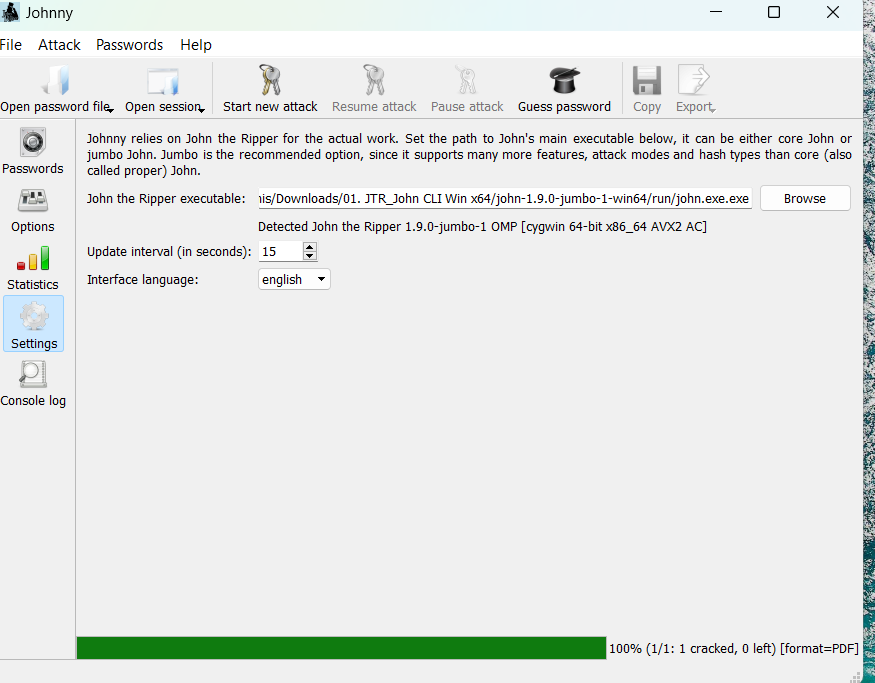 Johnny
File Attack Passwords Help
Open password file Open session Start new attack Resume attack Pause attack Guess password Copy Export
Passwords
Options
Statistics
Settings
Console log
Johnny relies on John the Ripper for the actual work. Set the path to John's main executable below, it can be either core John or
jumbo John. Jumbo is the recommended option, since it supports many more features, attack modes and hash types than core (also
called proper) John.
John the Ripper executable: nis/Downloads/01. JTR_John CLI Win x64/john-1.9.0-jumbo-1-win64/run/john.exe.exe Browse
Detected John the Ripper 1.9.0-jumbo-1 OMP [cygwin 64-bit x86_64 AVX2 AC]
Update interval (in seconds): 15
Interface language: english
100% (1/1: 1 cracked, 0 left) [format=PDF]